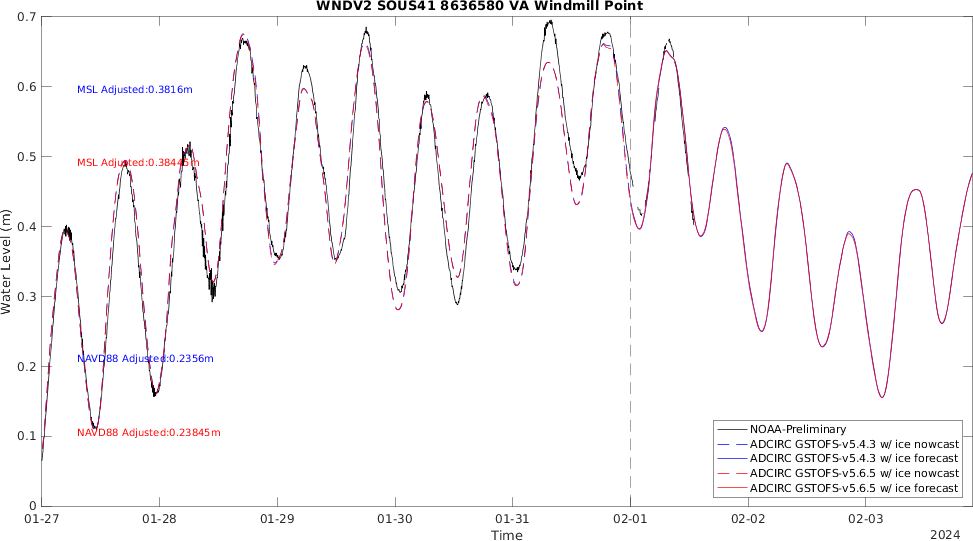 WNDV2 SOUS41 8636580 VA Windmill Point
0.7
0.6
0.5
0.4
0.3
0.2
0.1
0
Water Level (m)
MSL Adjusted:0.3816m
MSL Adjusted:0.38445m
NAVD88 Adjusted:0.2356m
NAVD88 Adjusted:0.23845m
NOAA-Preliminary
ADCIRC GSTOFS-v5.4.3 w/ ice nowcast
ADCIRC GSTOFS-v5.4.3 w/ ice forecast
ADCIRC GSTOFS-v5.6.5 w/ ice nowcast
ADCIRC GSTOFS-v5.6.5 w/ ice forecast
01-27 01-28 01-29 01-30 01-31 02-01 02-02 02-03
Time
2024